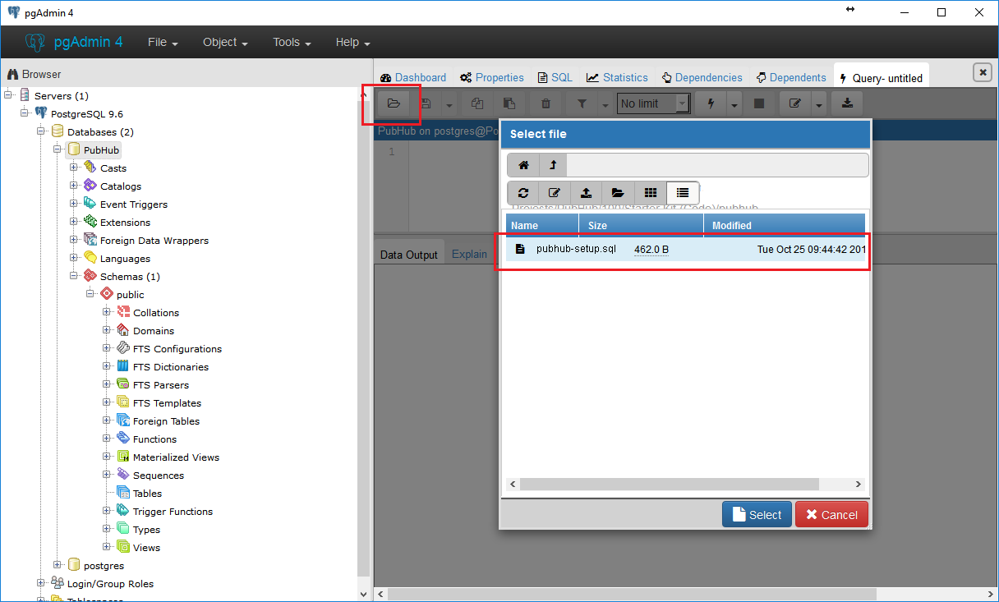 pgAdmin 4
pgAdmin 4 File Object Tools Help
Browser
Dashboard Properties SQL Statistics Dependencies Dependents Query- untitled
No limit
PubHub on postgres@Po
1
Data Output Explain
Servers (1)
PostgreSQL 9.6
Databases (2)
PubHub
Casts
Catalogs
Event Triggers
Extensions
Foreign Data Wrappers
Languages
Schemas (1)
public
Collations
Domains
FTS Configurations
FTS Dictionaries
FTS Parsers
FTS Templates
Foreign Tables
Functions
Materialized Views
Sequences
Tables
Trigger Functions
Types
Views
postgres
Login/Group Roles
Tablespaces
Select file
Projects/PubHub/100/Starter Kit (Code)/pubhub
Name Size Modified
pubhub-setup.sql 462.0 B Tue Oct 25 09:44:42 201
Select Cancel